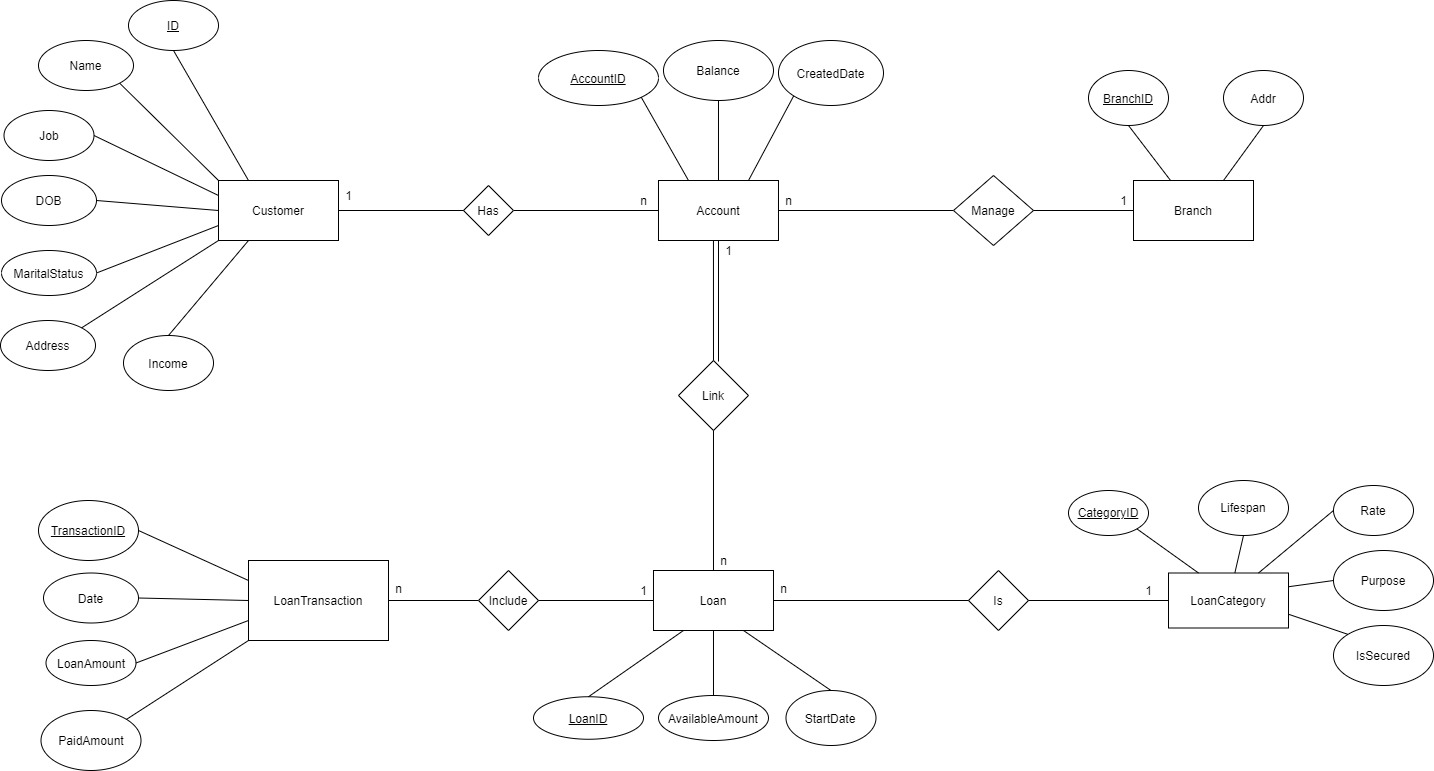 ID
Name
Job
DOB
MaritalStatus
Address
Income
Customer
1
Has
n
AccountID
Balance
CreatedDate
Account
n
Manage
1
BranchID
Addr
Branch
1
Link
n
TransactionID
Date
LoanAmount
PaidAmount
LoanTransaction
n
Include
1
Loan
LoanID
AvailableAmount
StartDate
n
Is
1
CategoryID
Lifespan
Rate
Purpose
IsSecured
LoanCategory